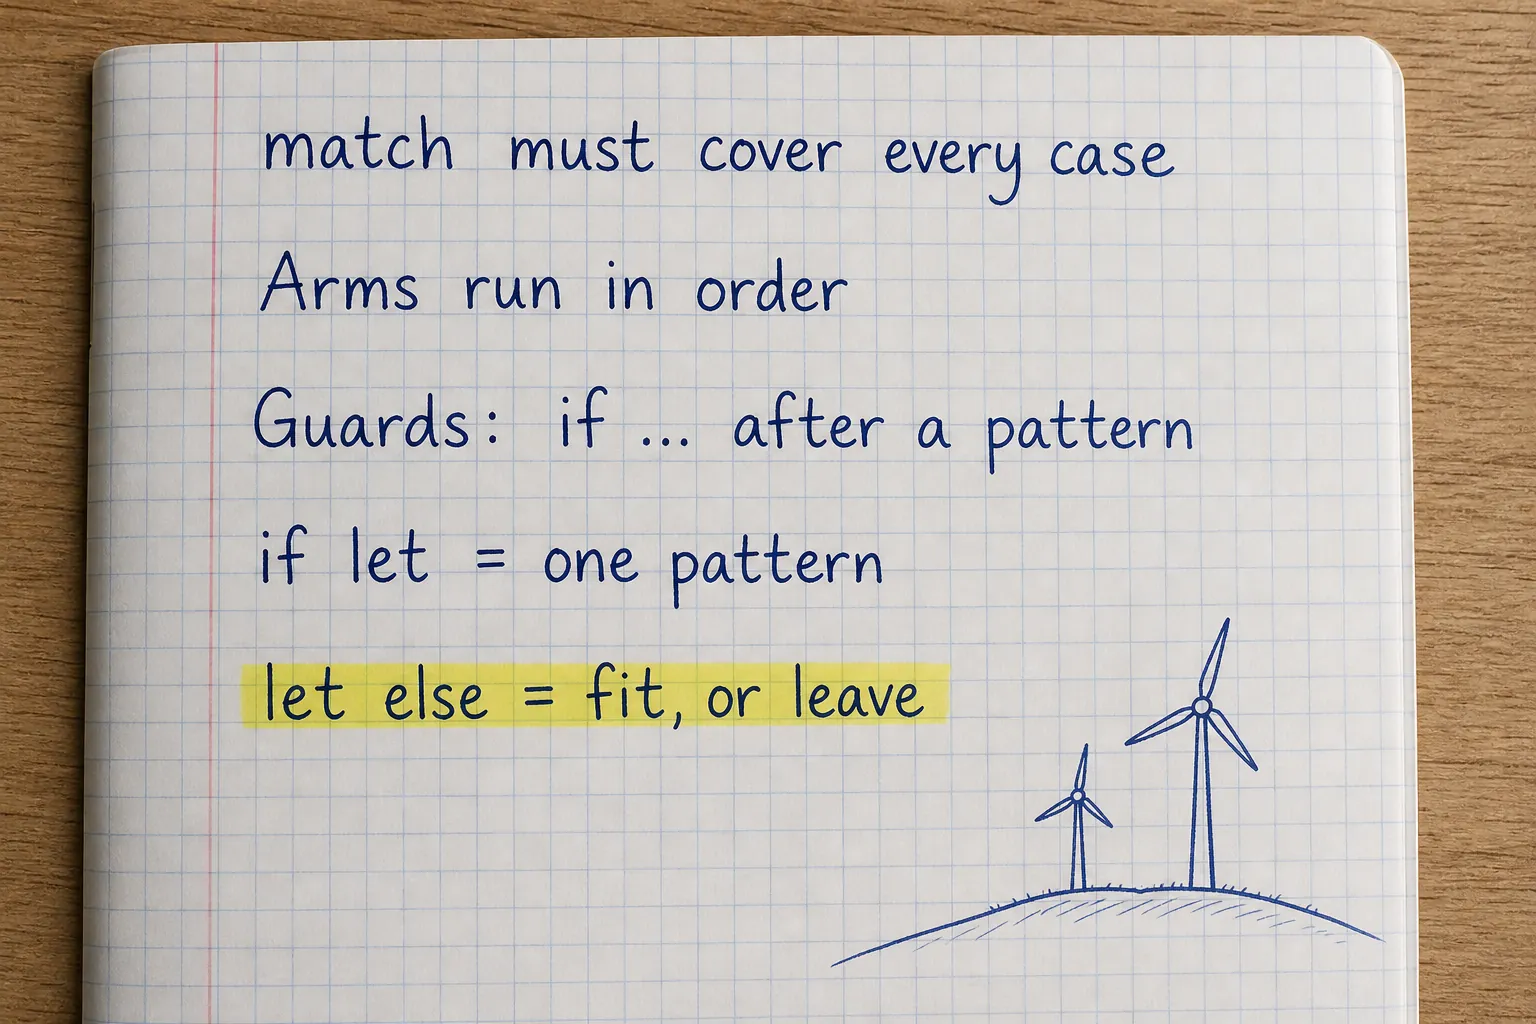 match must cover every case
Arms run in order
Guards: if ... after a pattern
if let = one pattern
let else = fit, or leave